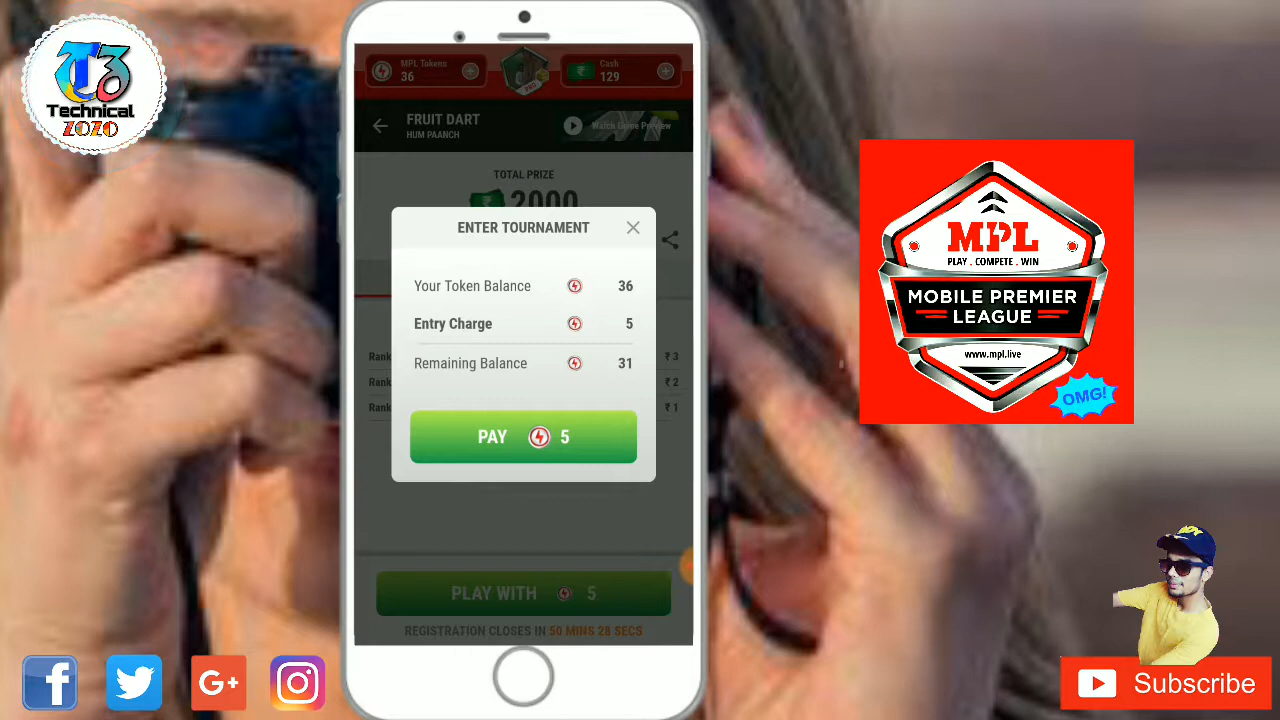 T3
Technical
ZOZO
MPL Tokens
36
Cash
129
FRUIT DART
HUM PAANCH
Watch Game Preview
TOTAL PRIZE
2000
ENTER TOURNAMENT
Your Token Balance 36
Entry Charge 5
Remaining Balance 31
PAY 5
Rank ₹ 3
Rank ₹ 2
Rank ₹ 1
PLAY WITH 5
REGISTRATION CLOSES IN 50 MINS 28 SECS
MPL
PLAY . COMPETE . WIN
MOBILE PREMIER
LEAGUE
www.mpl.live
OMG!
f
G+
Subscribe